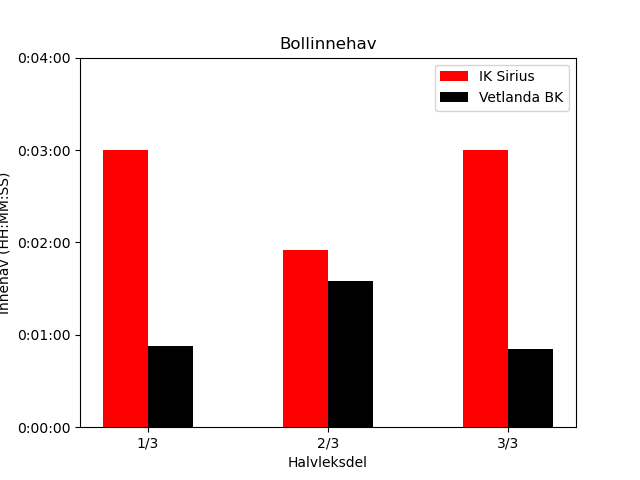 Bollinnehav
0:04:00
IK Sirius
Vetlanda BK
0:03:00
0:02:00
0:01:00
0:00:00
Innehav (HH:MM:SS)
1/3
2/3
3/3
Halvleksdel